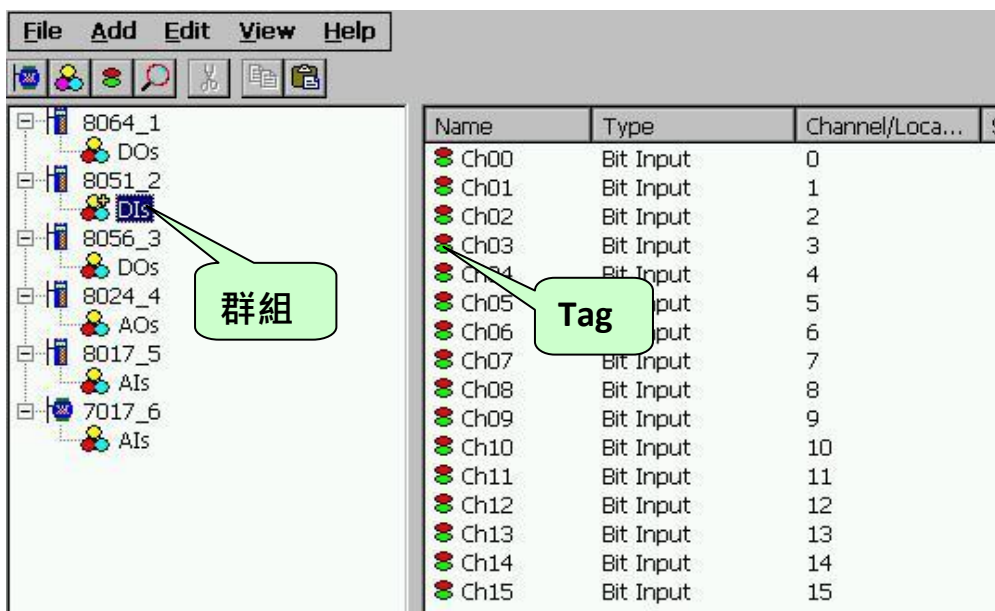 File Add Edit View Help
8064_1
DOs
8051_2
DIs
8056_3
DOs
8024_4
AOs
8017_5
AIs
7017_6
AIs
群組
Name Type Channel/Loca... S
Ch00 Bit Input 0
Ch01 Bit Input 1
Ch02 Bit Input 2
Ch03 Bit Input 3
Ch04 Bit Input 4
Ch05 Input 5
Ch06 Input 6
Ch07 Bit Input 7
Ch08 Bit Input 8
Ch09 Bit Input 9
Ch10 Bit Input 10
Ch11 Bit Input 11
Ch12 Bit Input 12
Ch13 Bit Input 13
Ch14 Bit Input 14
Ch15 Bit Input 15
Tag